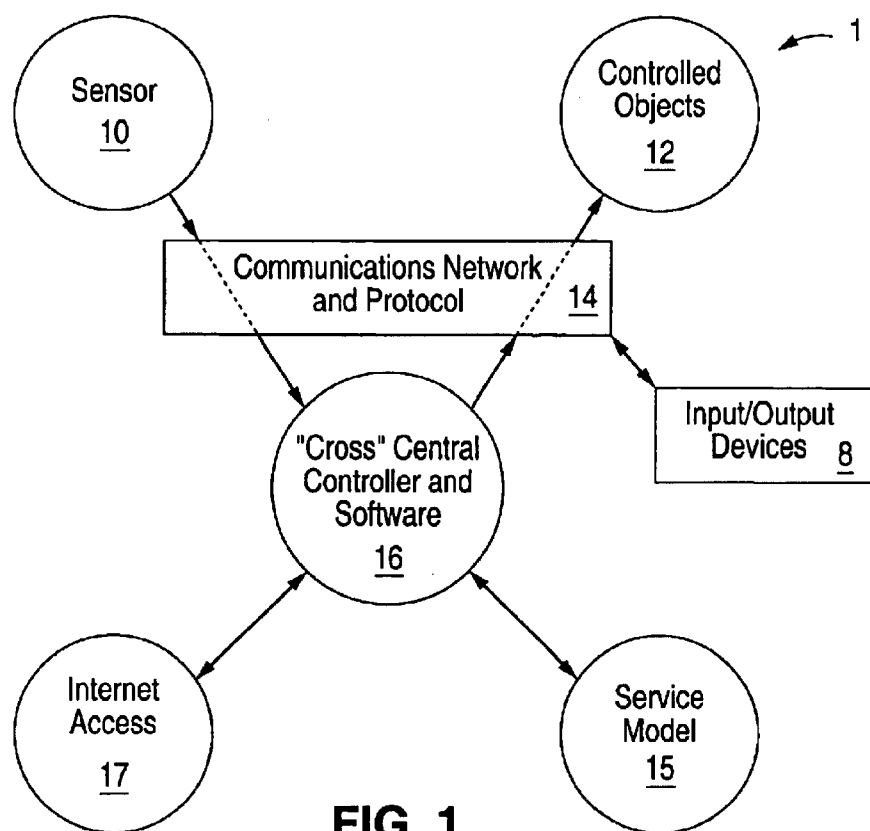 1
Sensor
10
Controlled
Objects
12
Communications Network
and Protocol
14
Input/Output
Devices
8
"Cross" Central
Controller and
Software
16
Internet
Access
17
Service
Model
15
FIG. 1